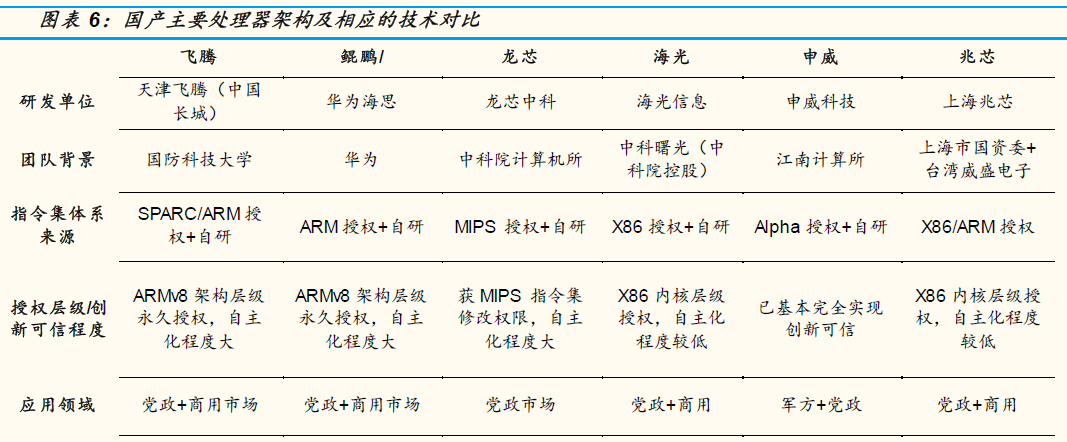 图表 6：国产主要处理器架构及相应的技术对比
飞腾 鲲鹏/ 龙芯 海光 申威 兆芯
研发单位 天津飞腾（中国长城） 华为海思 龙芯中科 海光信息 申威科技 上海兆芯
团队背景 国防科技大学 华为 中科院计算机所 中科曙光（中科院控股） 江南计算所 上海市国资委+台湾威盛电子
指令集体系来源 SPARC/ARM 授权+自研 ARM 授权+自研 MIPS 授权+自研 X86 授权+自研 Alpha 授权+自研 X86/ARM 授权
授权层级/创新可信程度 ARMv8 架构层级永久授权，自主化程度大 ARMv8 架构层级永久授权，自主化程度大 获 MIPS 指令集修改权限，自主化程度大 X86 内核层级授权，自主化程度较低 已基本完全实现创新可信 X86 内核层级授权，自主化程度较低
应用领域 党政+商用市场 党政+商用市场 党政市场 党政+商用 军方+党政 党政+商用